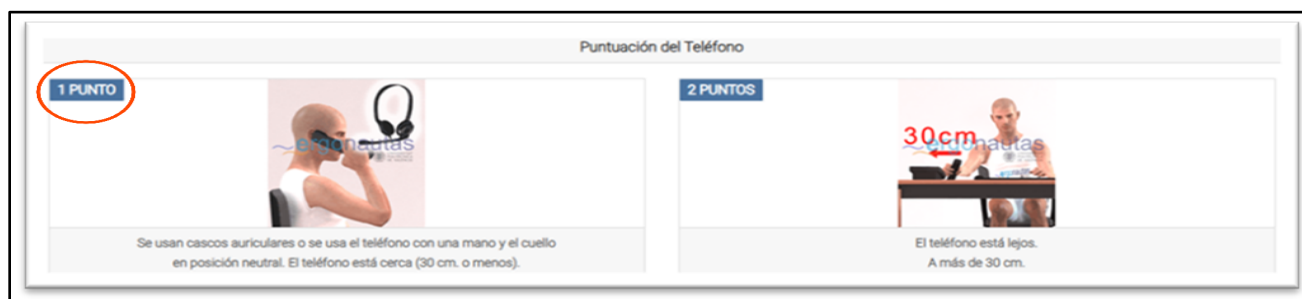 Puntuación del Teléfono
1 PUNTO
ergonautas
Se usan cascos auriculares o se usa el teléfono con una mano y el cuello
en posición neutral. El teléfono está cerca (30 cm. o menos).
2 PUNTOS
30cm
ergonautas
El teléfono está lejos.
A más de 30 cm.